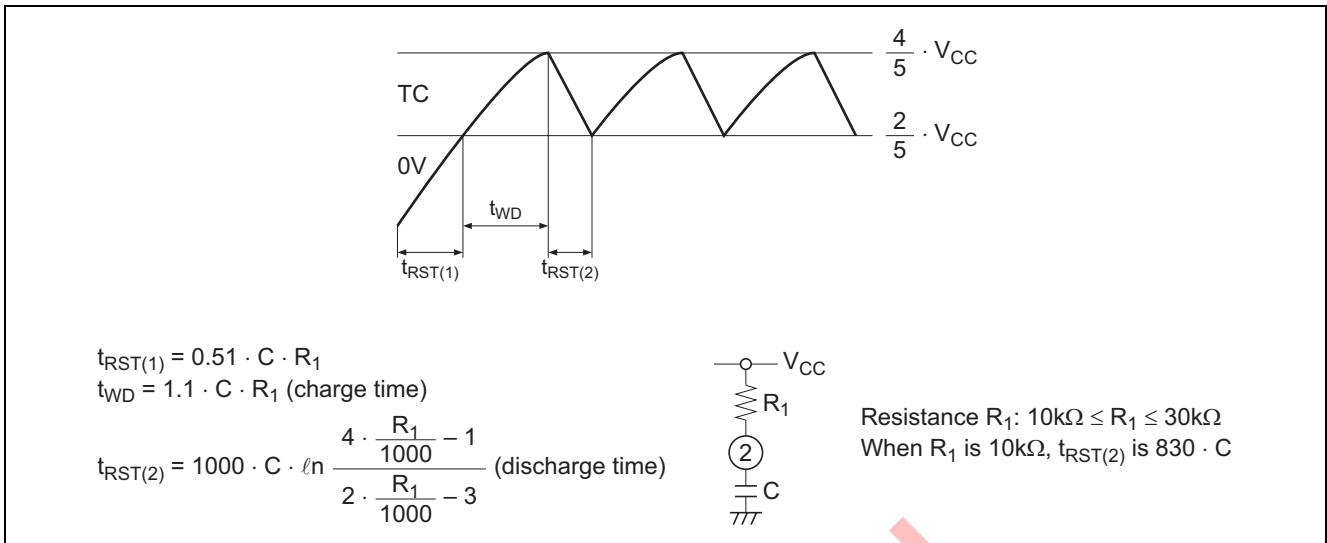 4/5 · VCC
TC
2/5 · VCC
0V
tWD
tRST(1)
tRST(2)
tRST(1) = 0.51 · C · R1
tWD = 1.1 · C · R1 (charge time)
tRST(2) = 1000 · C · ℓn (4 · R1/1000 – 1)/(2 · R1/1000 – 3) (discharge time)
VCC
R1
2
C
Resistance R1: 10kΩ ≤ R1 ≤ 30kΩ
When R1 is 10kΩ, tRST(2) is 830 · C